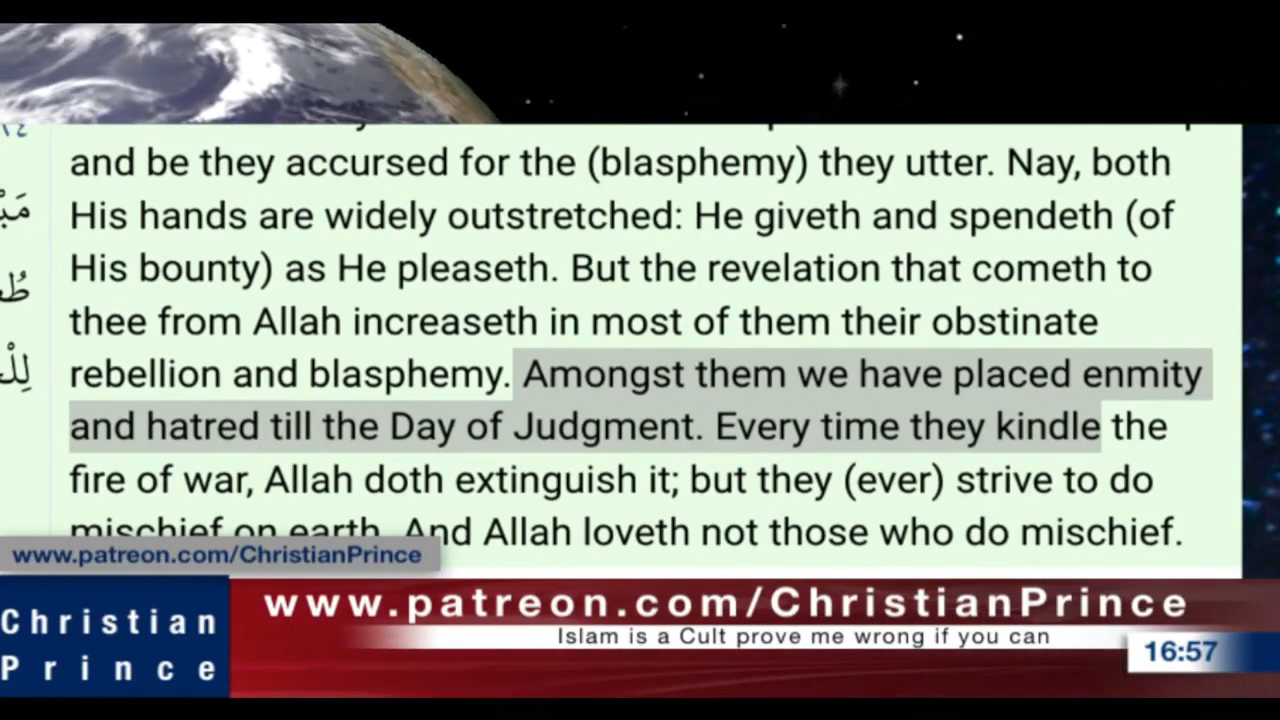 and be they accursed for the (blasphemy) they utter. Nay, both
His hands are widely outstretched: He giveth and spendeth (of
His bounty) as He pleaseth. But the revelation that cometh to
thee from Allah increaseth in most of them their obstinate
rebellion and blasphemy. Amongst them we have placed enmity
and hatred till the Day of Judgment. Every time they kindle the
fire of war, Allah doth extinguish it; but they (ever) strive to do
mischief on earth. And Allah loveth not those who do mischief.
www.patreon.com/ChristianPrince
www.patreon.com/ChristianPrince
Islam is a Cult prove me wrong if you can
Christian
Prince
16:57